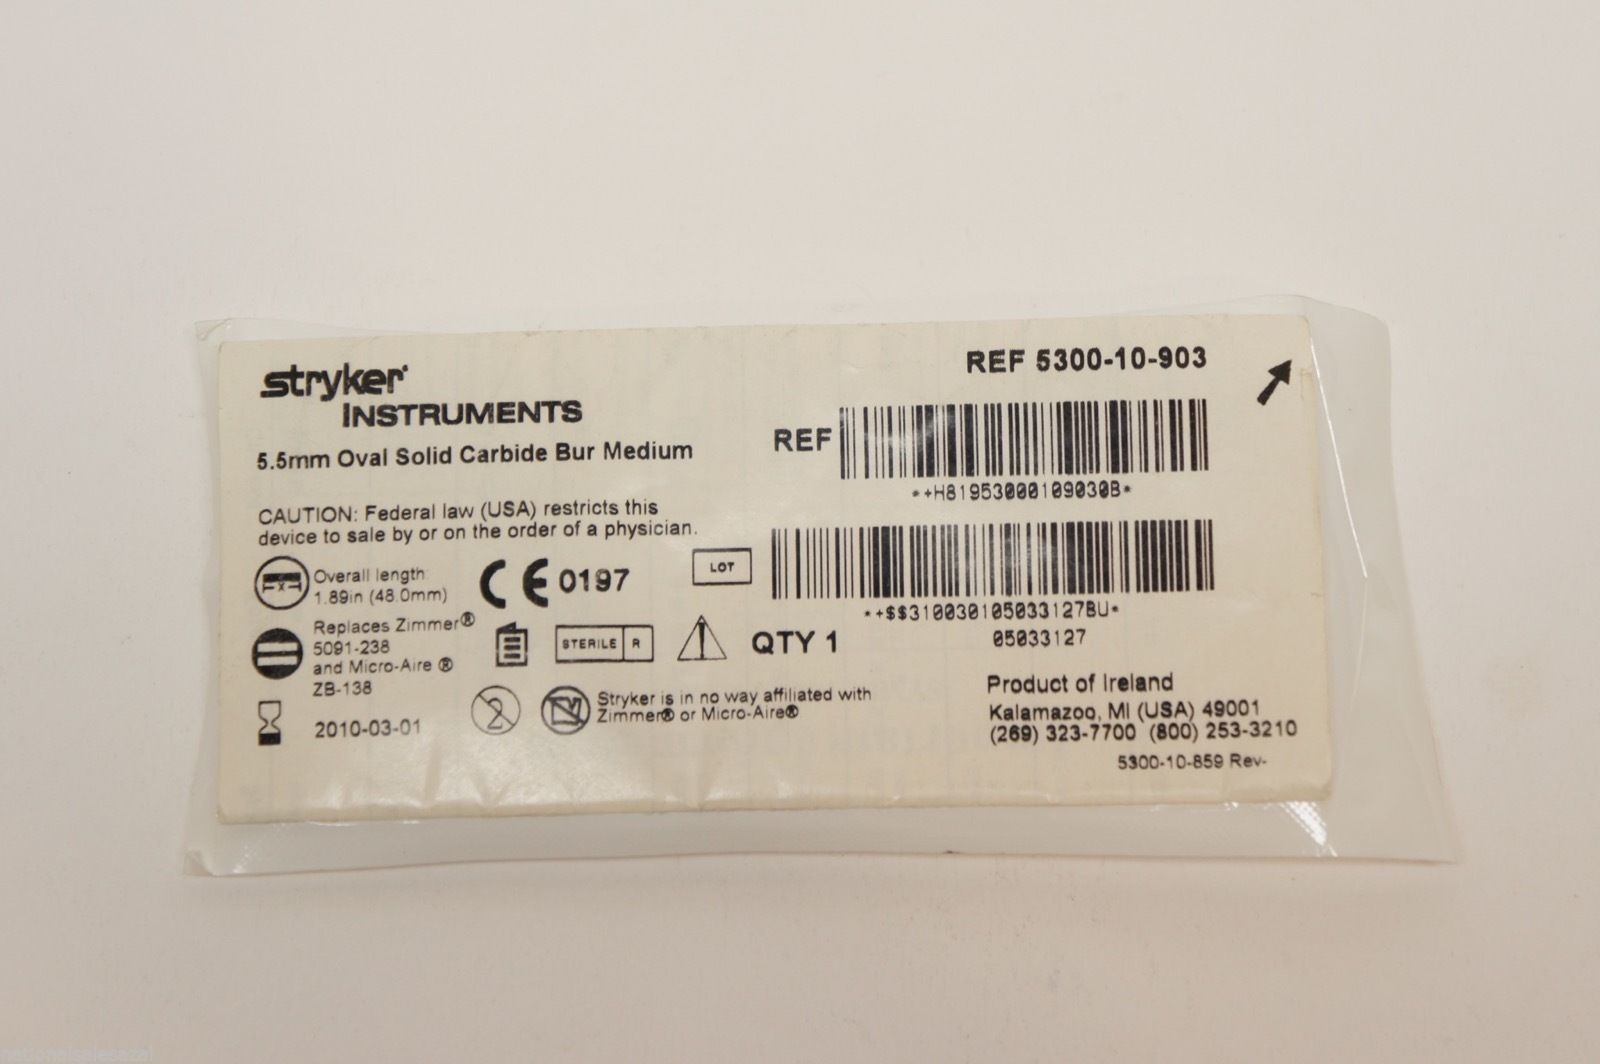 stryker
INSTRUMENTS
5.5mm Oval Solid Carbide Bur Medium
CAUTION: Federal law (USA) restricts this
device to sale by or on the order of a physician.
Overall length
1.89in (48.0mm)
CE 0197
Replaces Zimmer®
5091-238
and Micro-Aire ®
ZB-138
STERILE R
QTY 1
2010-03-01
2
Stryker is in no way affiliated with
Zimmer® or Micro-Aire®
REF 5300-10-903
REF
*+H81953000109030B*
LOT
*+$$3100301050331278U*
05033127
Product of Ireland
Kalamazoo, MI (USA) 49001
(269) 323-7700 (800) 253-3210
5300-10-859 Rev-
nationalsalesazal